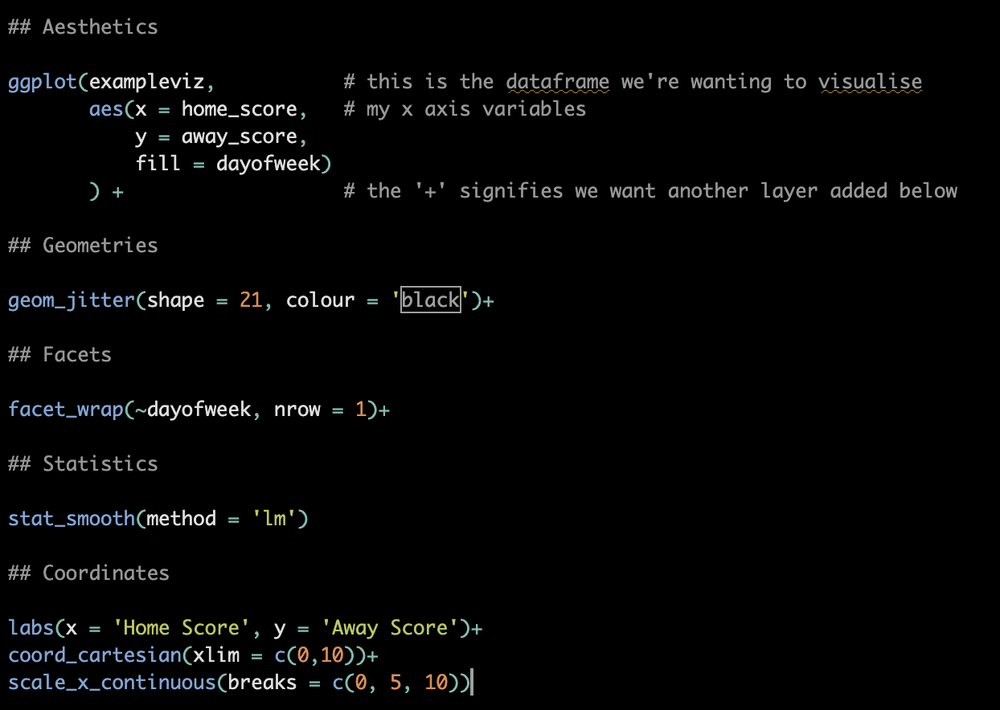 ## Aesthetics
ggplot(exampleviz, # this is the dataframe we're wanting to visualise
aes(x = home_score, # my x axis variables
y = away_score,
fill = dayofweek)
) + # the '+' signifies we want another layer added below
## Geometries
geom_jitter(shape = 21, colour = 'black')+
## Facets
facet_wrap(~dayofweek, nrow = 1)+
## Statistics
stat_smooth(method = 'lm')
## Coordinates
labs(x = 'Home Score', y = 'Away Score')+
coord_cartesian(xlim = c(0,10))+
scale_x_continuous(breaks = c(0, 5, 10))